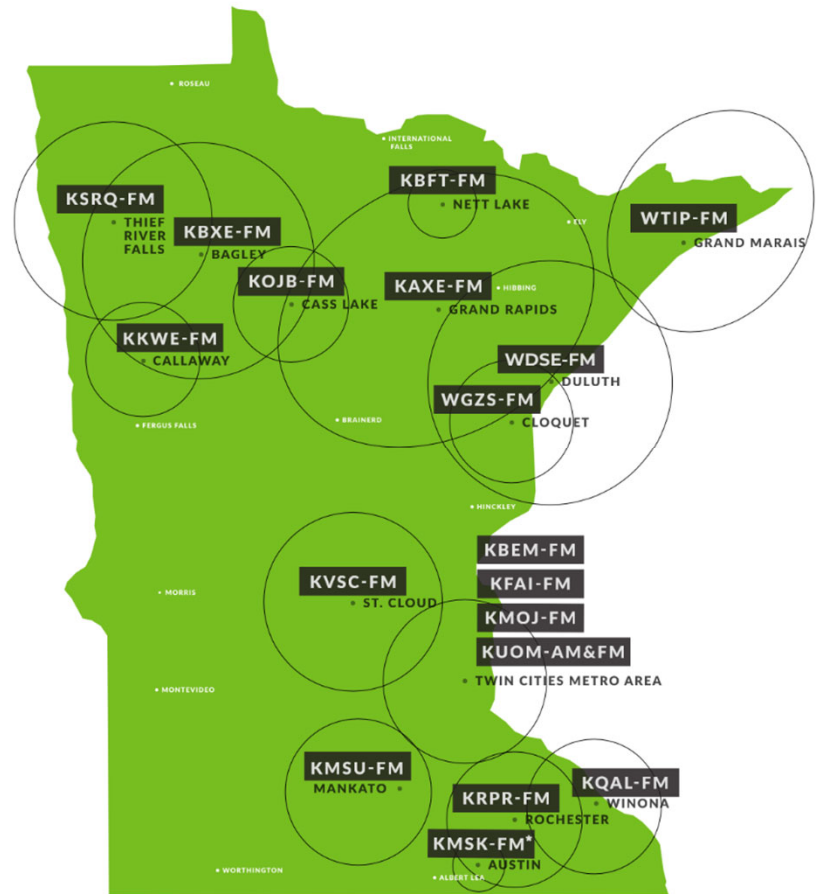 ROSEAU
INTERNATIONAL
FALLS
KBFT-FM
NETT LAKE
KSRQ-FM
THIEF
RIVER
FALLS
KBXE-FM
BAGLEY
ELY
WTIP-FM
GRAND MARAIS
KOJB-FM
CASS LAKE
KAXE-FM
HIBBING
GRAND RAPIDS
KKWE-FM
CALLAWAY
WDSE-FM
DULUTH
WGZS-FM
CLOQUET
BRAINERD
FERGUS FALLS
HINCKLEY
KBEM-FM
KFAI-FM
KMOJ-FM
KUOM-AM&FM
TWIN CITIES METRO AREA
KVSC-FM
ST. CLOUD
MORRIS
MONTEVIDEO
KMSU-FM
MANKATO
KRPR-FM
ROCHESTER
KQAL-FM
WINONA
KMSK-FM*
AUSTIN
WORTHINGTON
ALBERT LEA